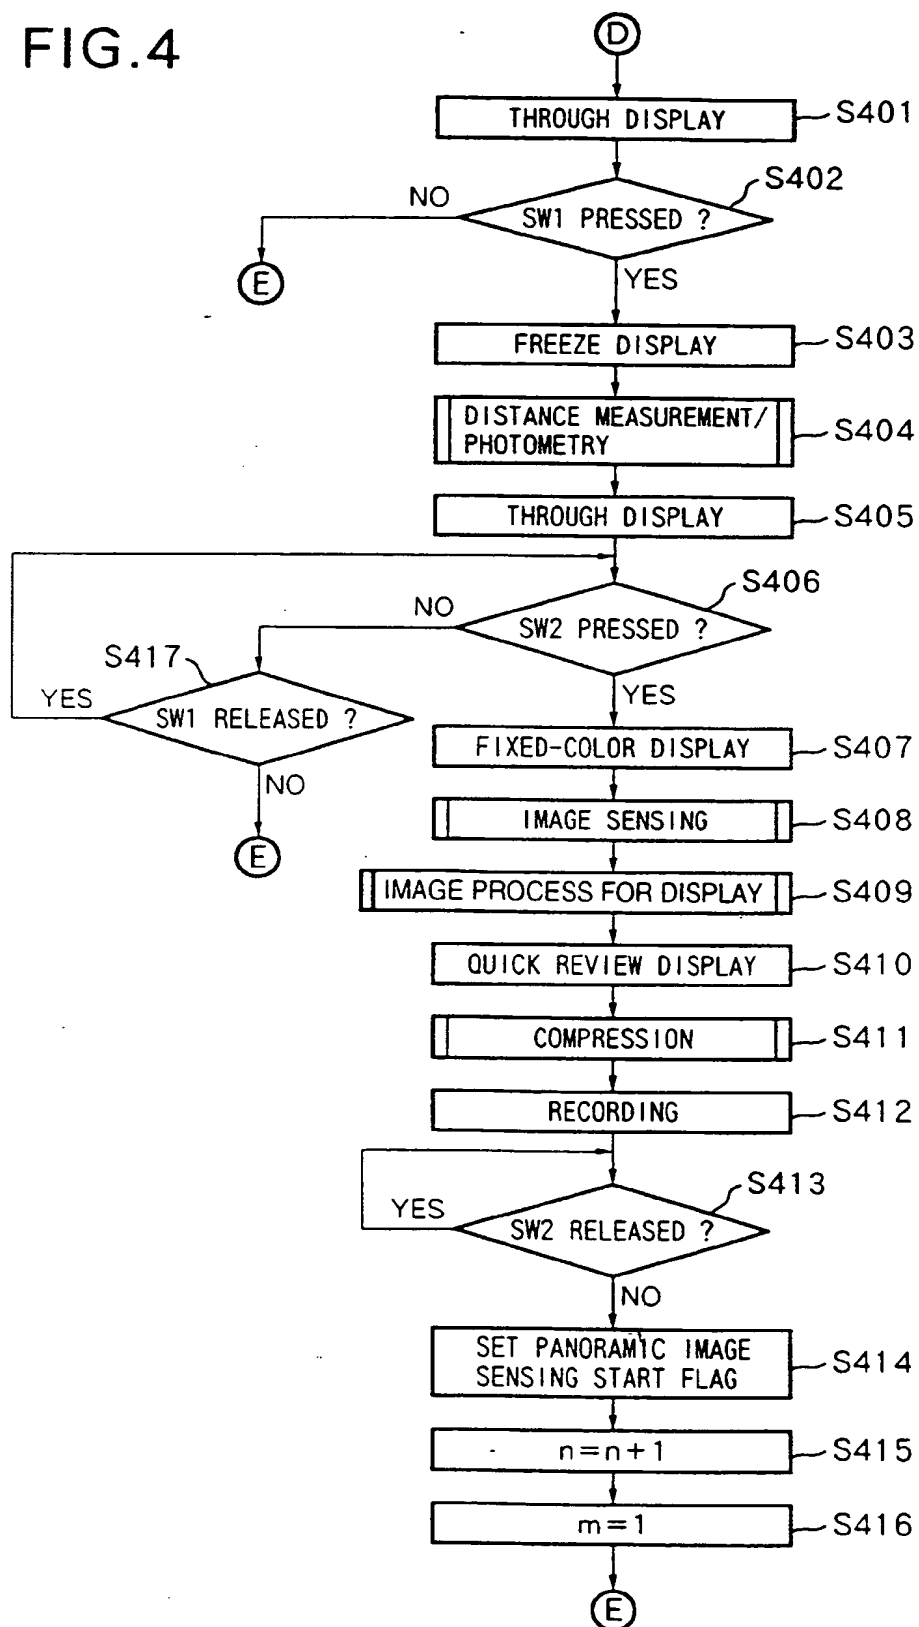 FIG.4
D
THROUGH DISPLAY
S401
SW1 PRESSED ?
S402
NO
E
YES
FREEZE DISPLAY
S403
DISTANCE MEASUREMENT/
PHOTOMETRY
S404
THROUGH DISPLAY
S405
SW2 PRESSED ?
S406
NO
S417
SW1 RELEASED ?
YES
NO
E
YES
FIXED-COLOR DISPLAY
S407
IMAGE SENSING
S408
IMAGE PROCESS FOR DISPLAY
S409
QUICK REVIEW DISPLAY
S410
COMPRESSION
S411
RECORDING
S412
SW2 RELEASED ?
S413
YES
NO
SET PANORAMIC IMAGE
SENSING START FLAG
S414
n=n+1
S415
m=1
S416
E